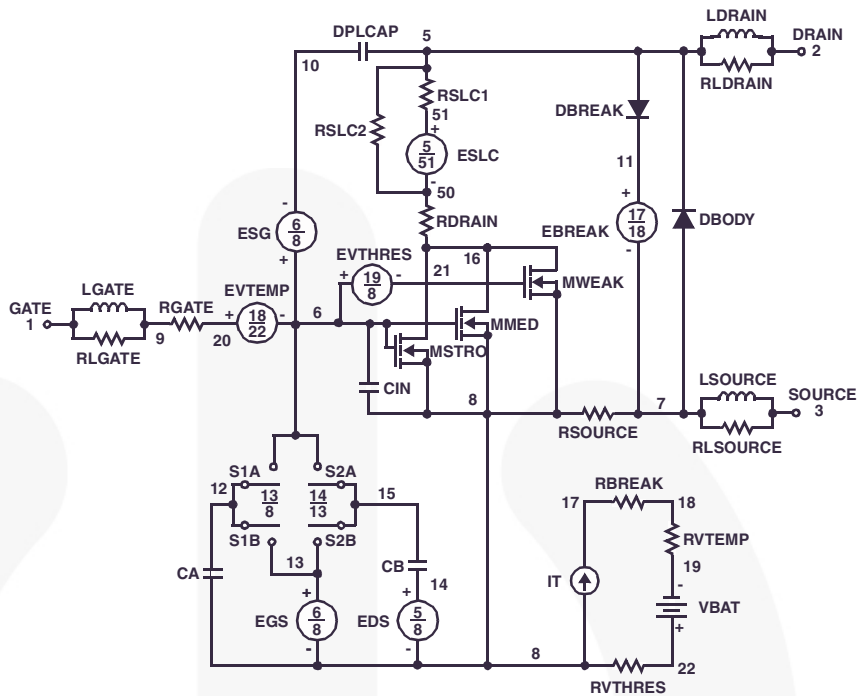 LDRAIN
DPLCAP
5
DRAIN
2
10
RLDRAIN
RSLC1
DBREAK
51
RSLC2
+
5
51
ESLC
11
-
50
-
+
RDRAIN
17
18
DBODY
6
8
ESG
EBREAK
EVTHRES
16
-
+
+
19
8
-
21
MWEAK
LGATE
EVTEMP
GATE
1
RGATE
+
18
22
-
6
MMED
9
20
MSTRO
RLGATE
LSOURCE
CIN
8
7
SOURCE
3
RSOURCE
RLSOURCE
S1A
S2A
12
13
8
14
13
15
RBREAK
17
18
S1B
S2B
RVTEMP
13
CB
19
CA
14
IT
-
+
+
VBAT
EGS
6
8
EDS
5
8
+
-
-
8
22
RVTHRES